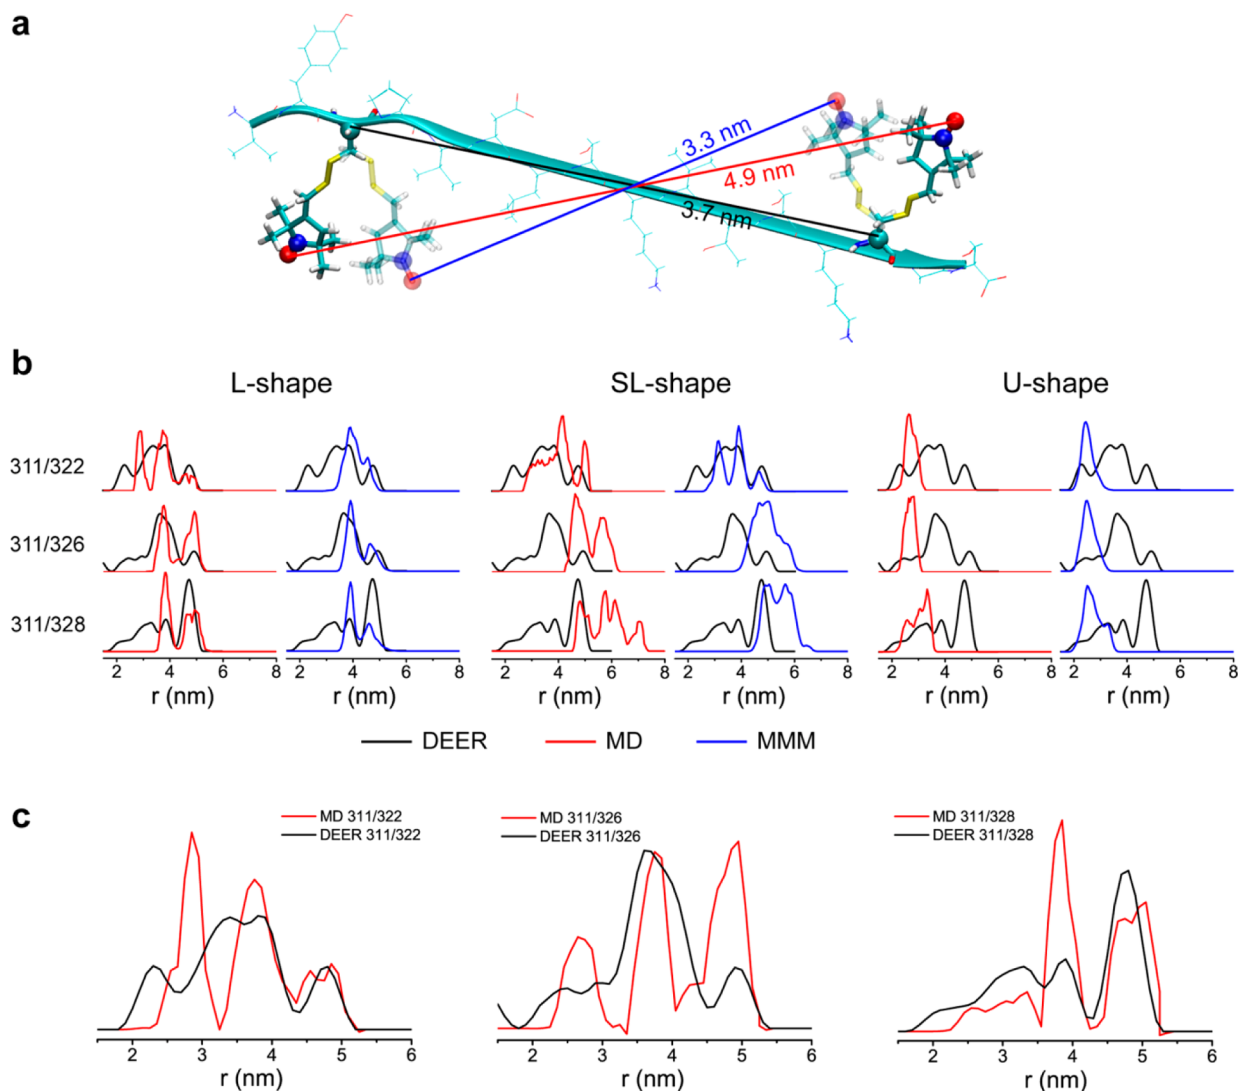 a
3.3 nm
4.9 nm
3.7 nm
b
L-shape SL-shape U-shape
311/322
311/326
311/328
2 4 6 8 2 4 6 8 2 4 6 8 2 4 6 8 2 4 6 8 2 4 6 8
r (nm) r (nm) r (nm) r (nm) r (nm) r (nm)
DEER MD MMM
c
MD 311/322 MD 311/326 MD 311/328
DEER 311/322 DEER 311/326 DEER 311/328
2 3 4 5 6 2 3 4 5 6 2 3 4 5 6
r (nm) r (nm) r (nm)